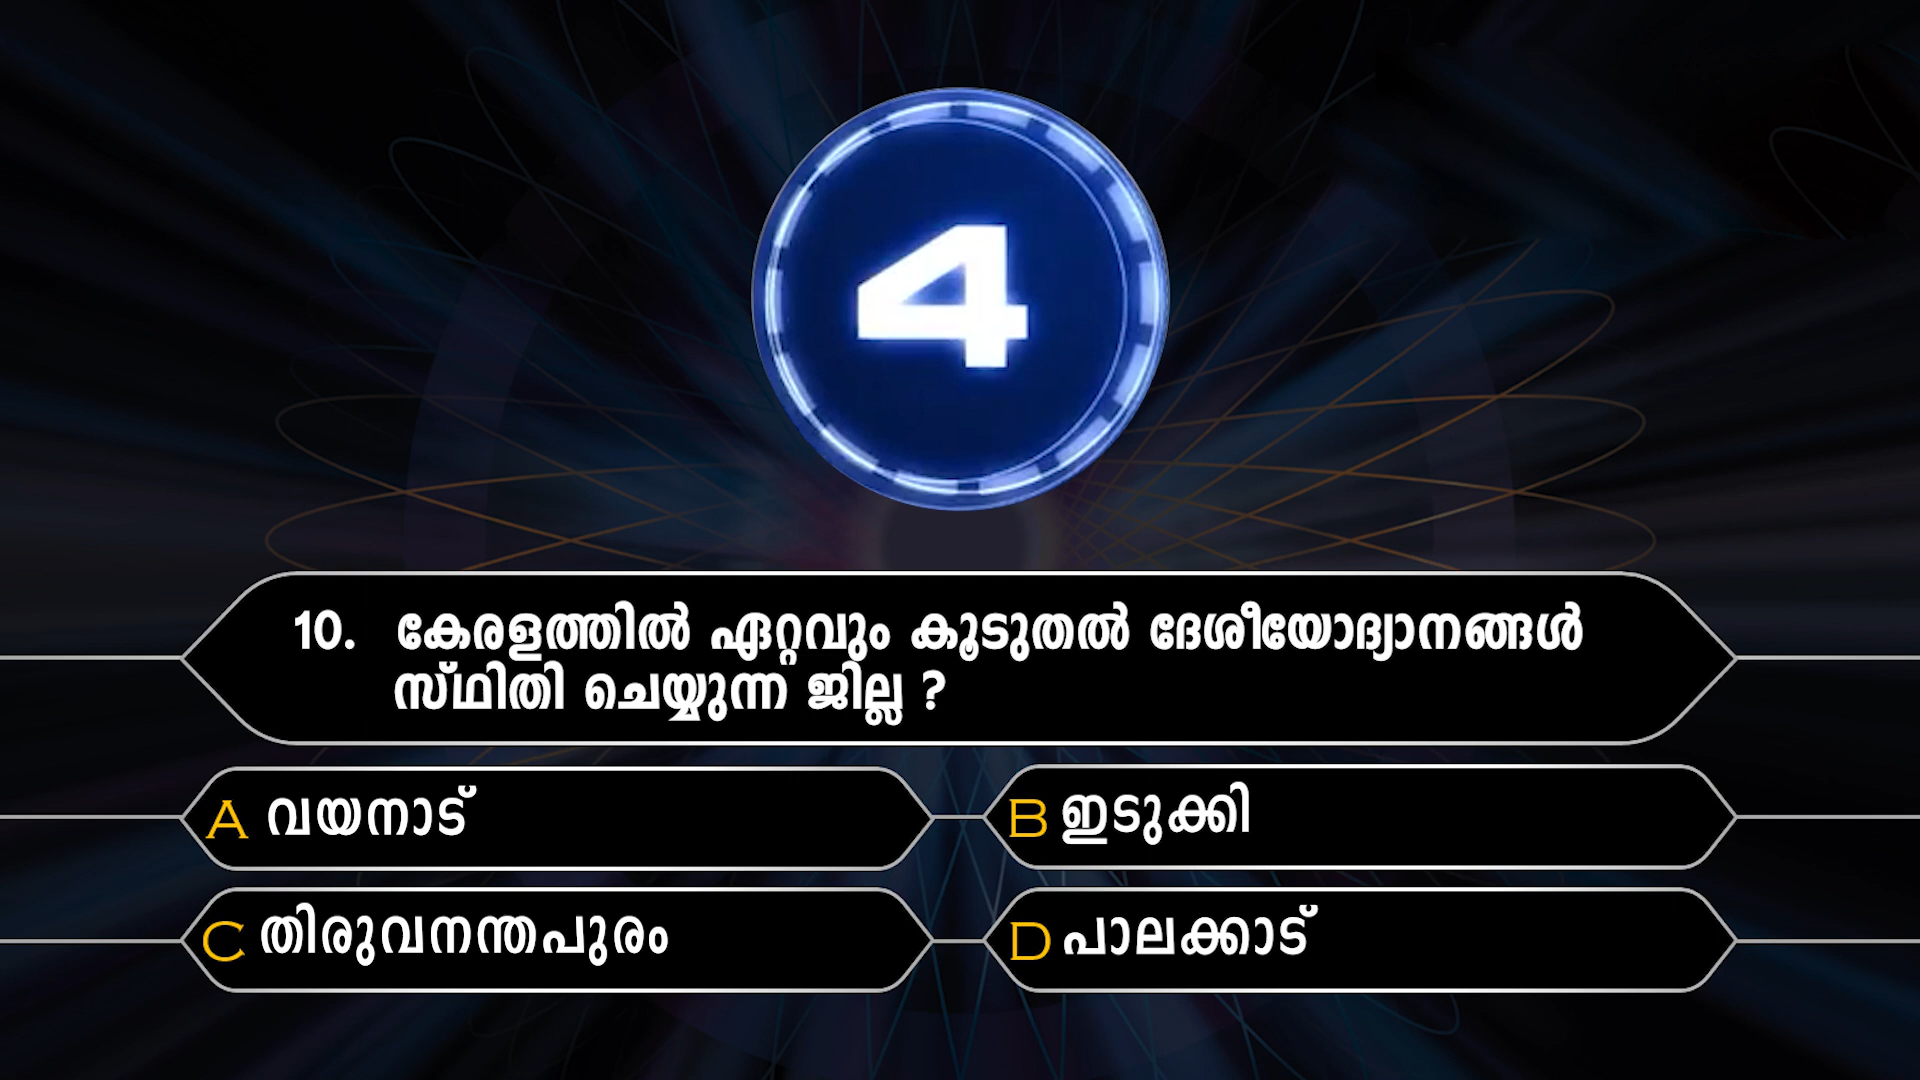 4
10. കേരളത്തിൽ ഏറ്റവും കൂടുതൽ ദേശീയോദ്യാനങ്ങൾ
സ്ഥിതി ചെയ്യുന്ന ജില്ല ?
A വയനാട്
B ഇടുക്കി
C തിരുവനന്തപുരം
D പാലക്കാട്